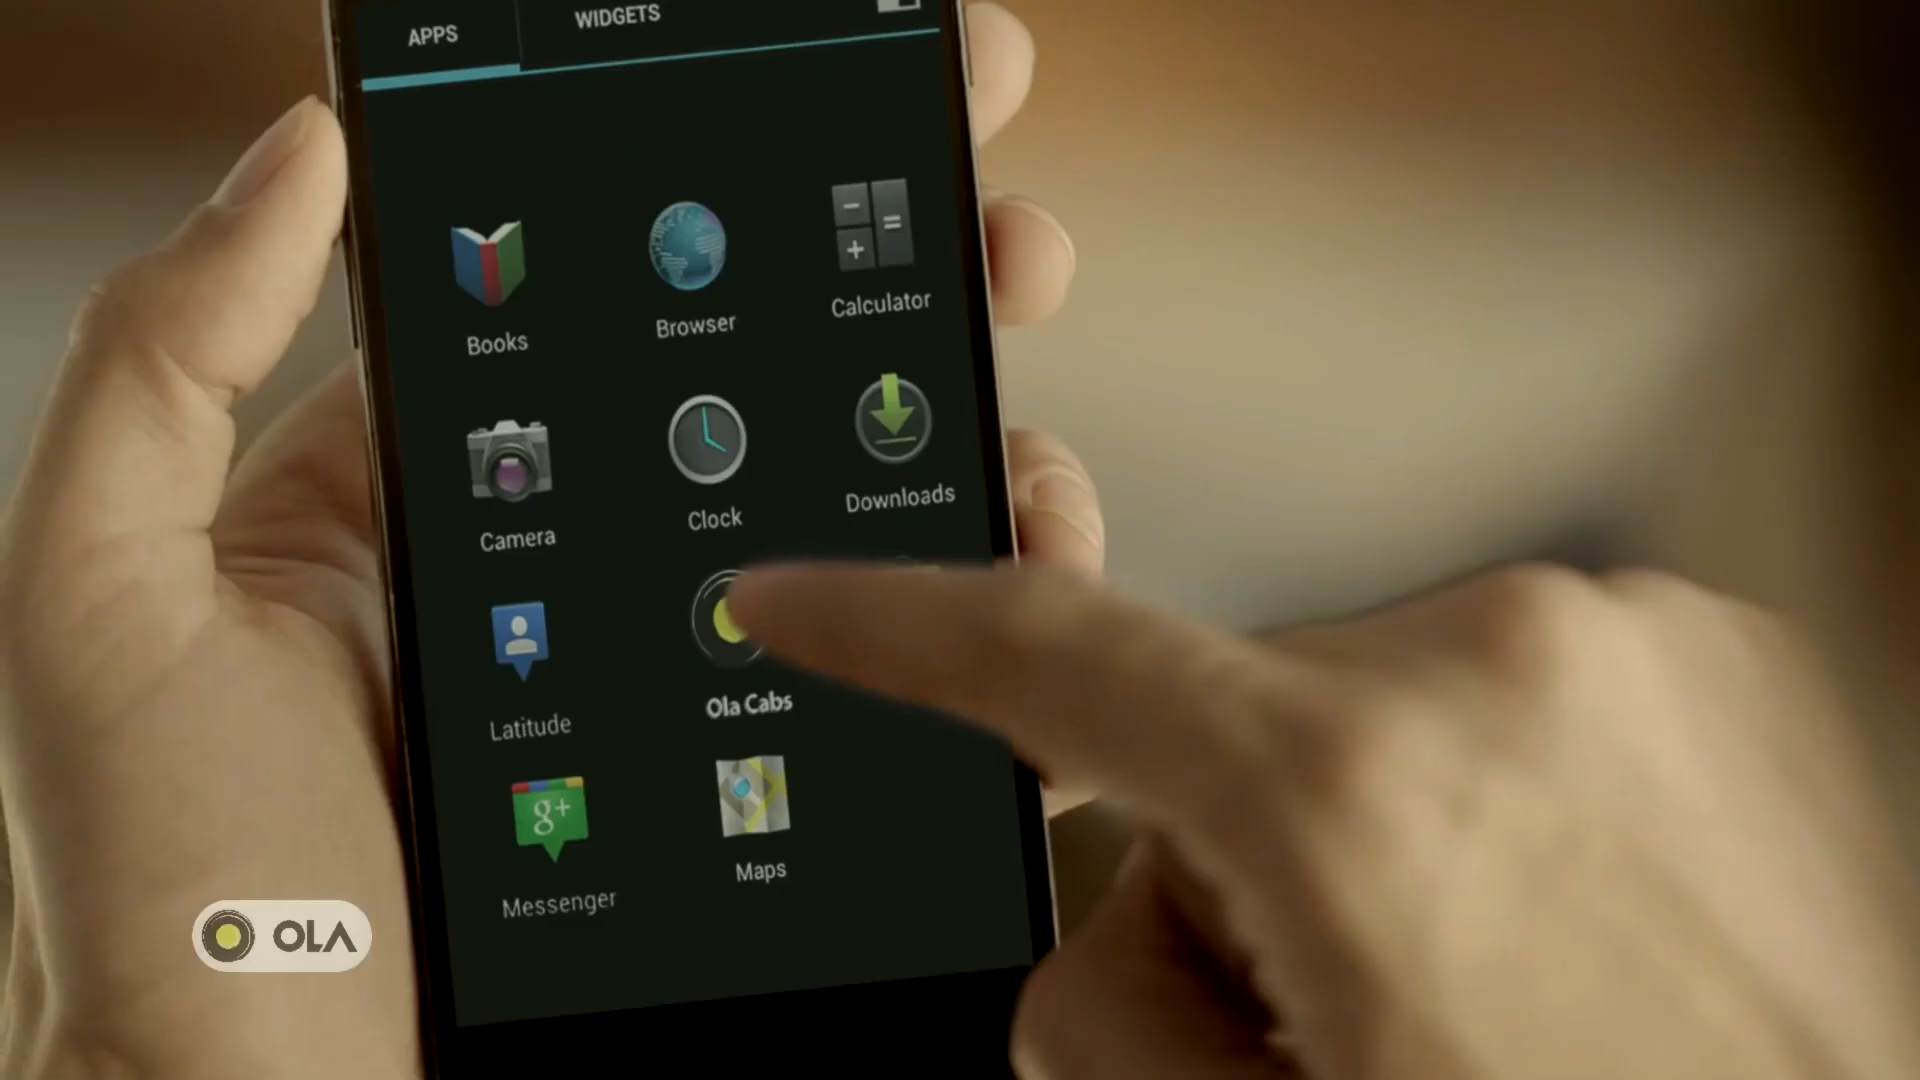 APPS WIDGETS
Books Browser Calculator
Camera Clock Downloads
Latitude Ola Cabs
g+
Messenger Maps
OLA